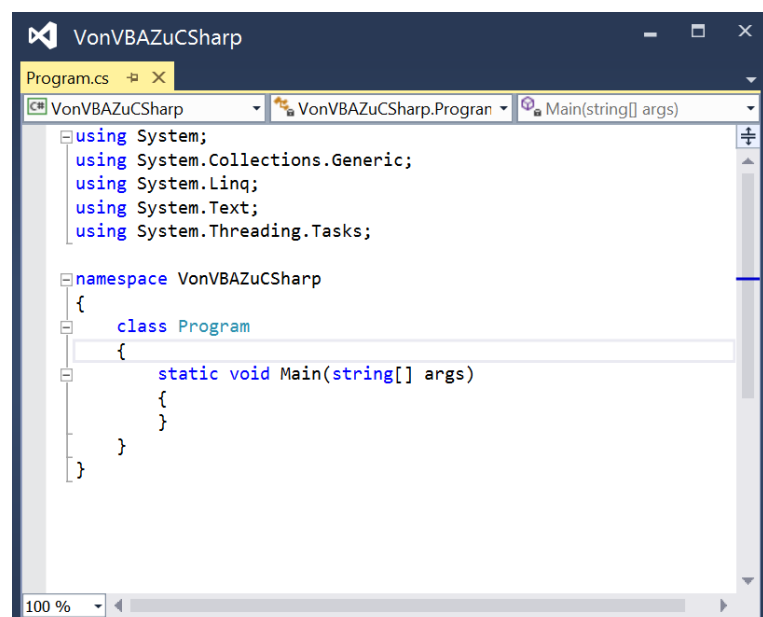 VonVBAZuCSharp
Program.cs
C# VonVBAZuCSharp VonVBAZuCSharp.Progran Main(string[] args)
using System;
using System.Collections.Generic;
using System.Linq;
using System.Text;
using System.Threading.Tasks;
namespace VonVBAZuCSharp
{
class Program
{
static void Main(string[] args)
{
}
}
}
100 %